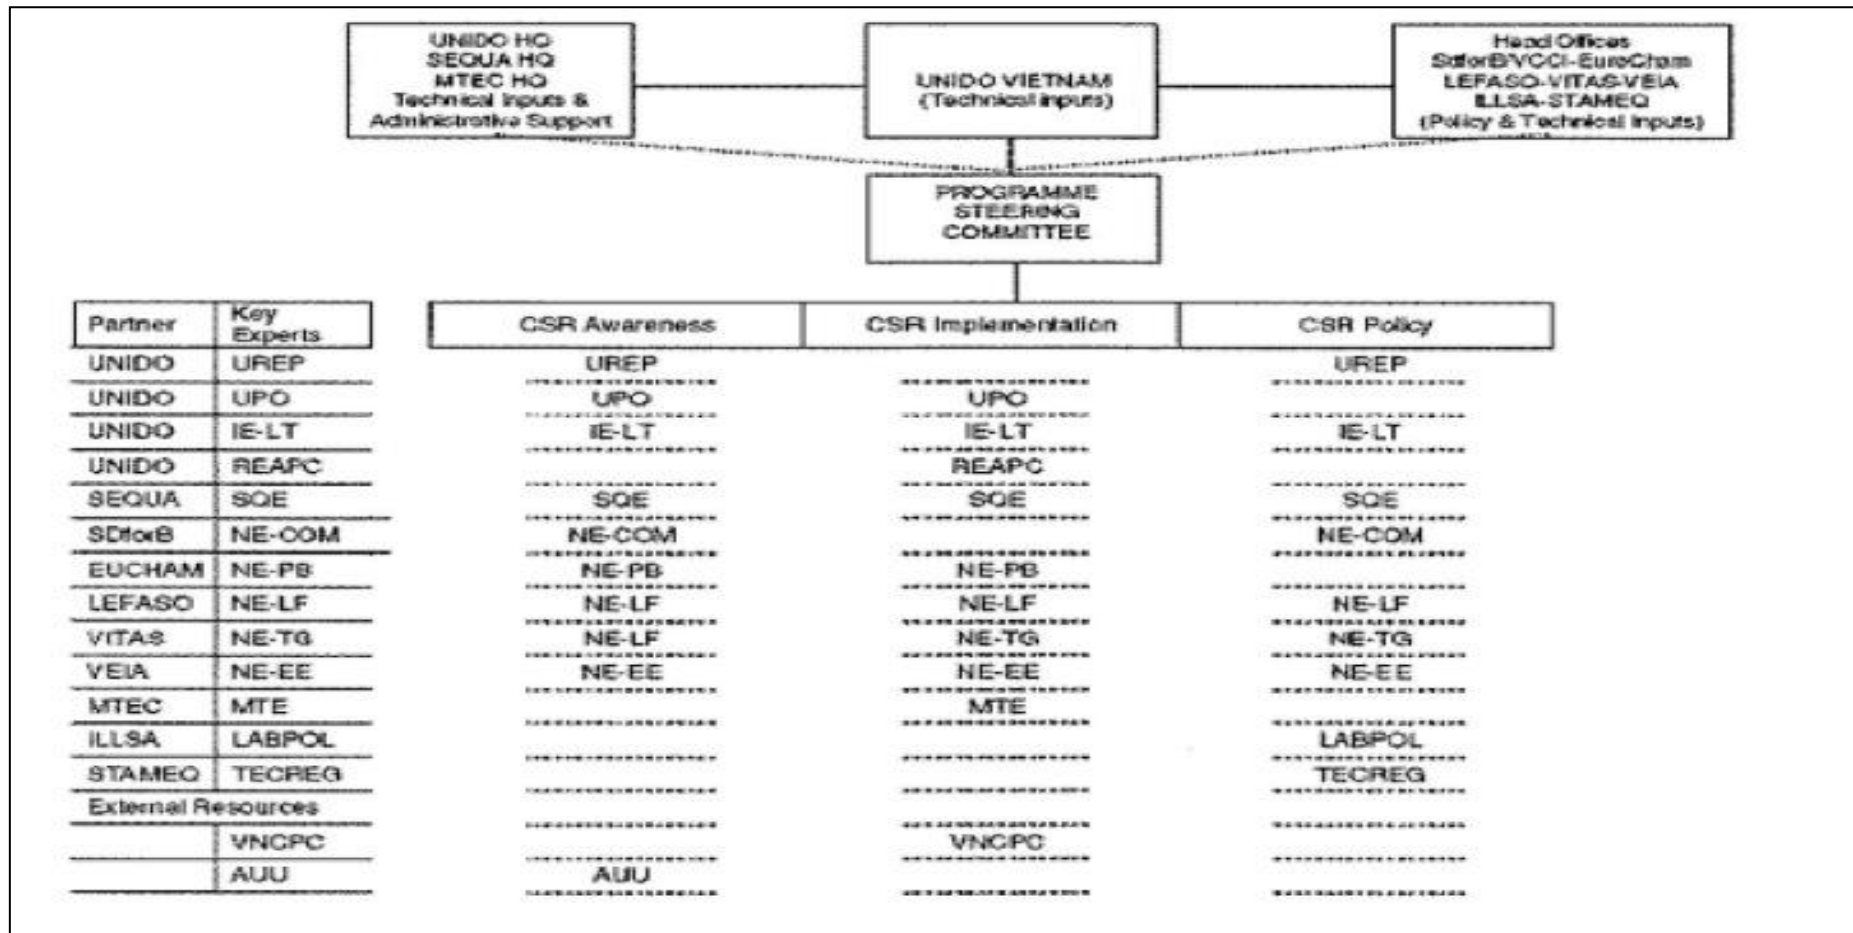 UNIDO HQ
SEQUA HQ
MTEC HQ
Technical Inputs &
Administrative Support
UNIDO VIETNAM
(Technical Inputs)
Head Offices
SdforB/VCCI-EuroCham
LEFASO-VITAS-VEIA
ILLSA-STAMEQ
(Policy & Technical Inputs)
PROGRAMME
STEERING
COMMITTEE
Partner Key Experts CSR Awareness CSR Implementation CSR Policy
UNIDO UREP UREP UREP
UNIDO UPO UPO UPO
UNIDO IE-LT IE-LT IE-LT IE-LT
UNIDO REAPC REAPC
SEQUA SQE SQE SQE SQE
SDforB NE-COM NE-COM NE-COM
EUCHAM NE-PB NE-PB NE-PB
LEFASO NE-LF NE-LF NE-LF NE-LF
VITAS NE-TG NE-LF NE-TG NE-TG
VEIA NE-EE NE-EE NE-EE NE-EE
MTEC MTE MTE
ILLSA LABPOL LABPOL
STAMEQ TECREG TECREG
External Resources
VNCPC VNCPC
AUU AUU